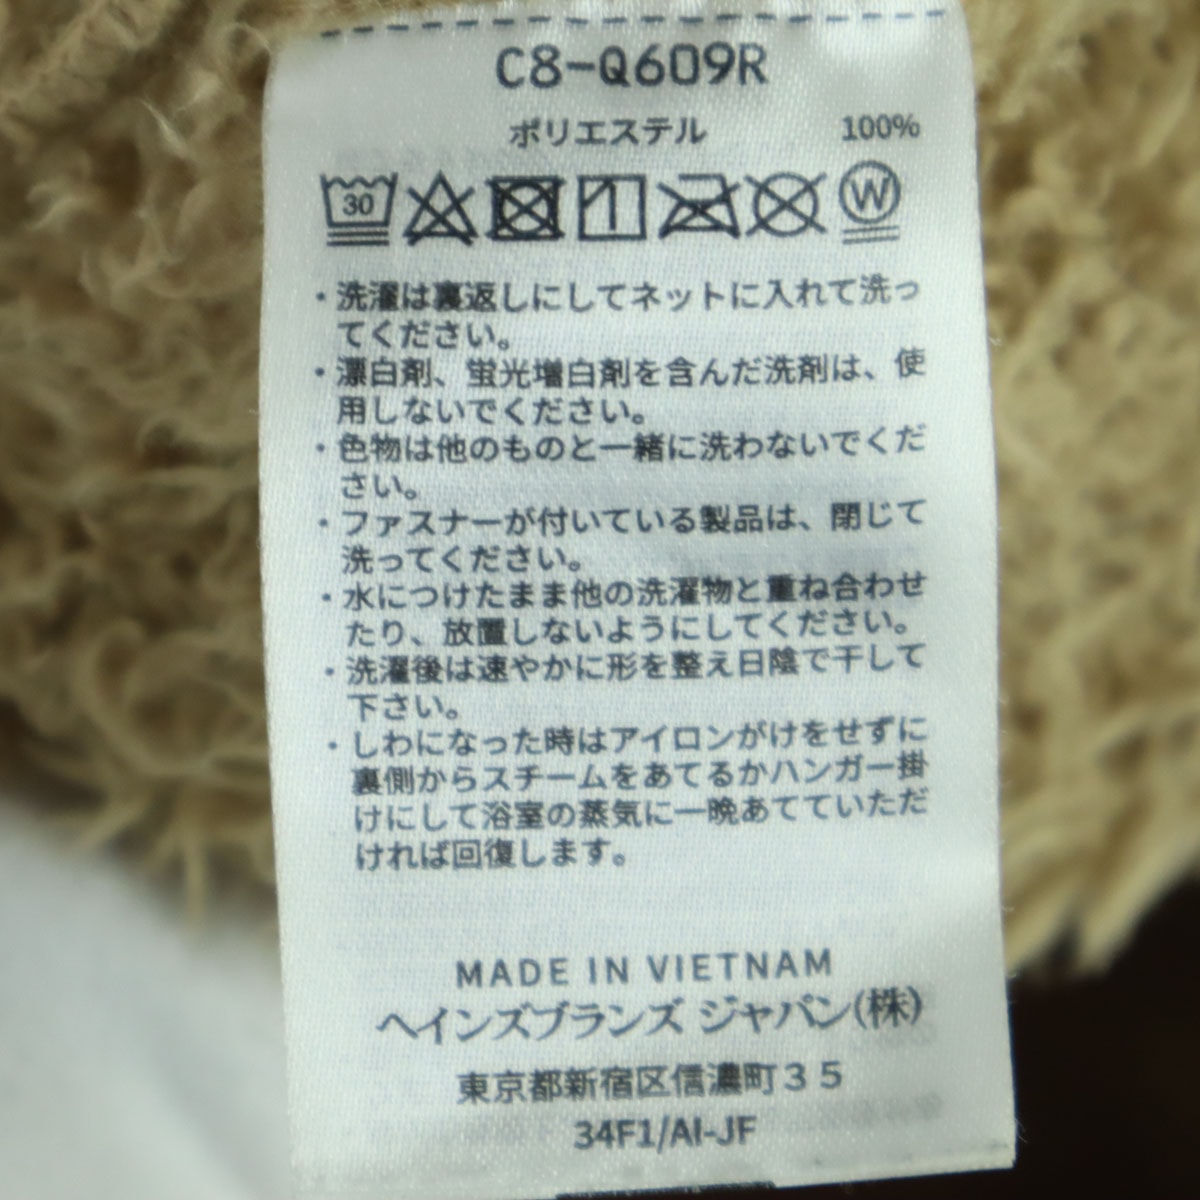 C8-Q609R
ポリエステル 100%
30 W
・洗濯は裏返しにしてネットに入れて洗っ
てください。
・漂白剤、蛍光増白剤を含んだ洗剤は、使
用しないでください。
・色物は他のものと一緒に洗わないでくだ
さい。
・ファスナーが付いている製品は、閉じて
洗ってください。
・水につけたまま他の洗濯物と重ね合わせ
たり、放置しないようにしてください。
・洗濯後は速やかに形を整え日陰で干して
下さい。
・しわになった時はアイロンがけをせずに
裏側からスチームをあてるかハンガー掛
けにして浴室の蒸気に一晩あてていただ
ければ回復します。
MADE IN VIETNAM
ヘインズブランズ ジャパン(株)
東京都新宿区信濃町３５
34F1/AI-JF